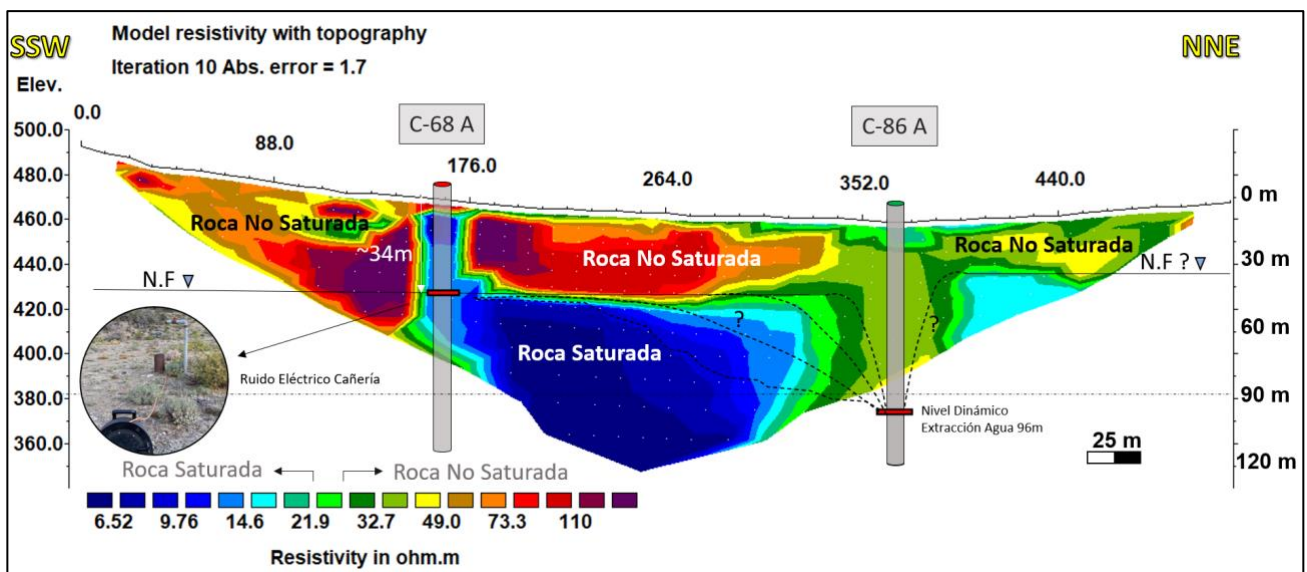 SSW
Model resistivity with topography
NNE
Iteration 10 Abs. error = 1.7
Elev.
0.0
C-68 A
C-86 A
500.0
88.0
176.0
264.0
352.0
440.0
480.0
0 m
460.0
Roca No Saturada
Roca No Saturada
~34m
Roca No Saturada
440.0
30 m
N.F
N.F ?
420.0
?
?
60 m
400.0
Roca Saturada
Ruido Eléctrico Cañería
380.0
90 m
Nivel Dinámico
Extracción Agua 96m
360.0
25 m
120 m
Roca Saturada
Roca No Saturada
6.52 9.76 14.6 21.9 32.7 49.0 73.3 110
Resistivity in ohm.m